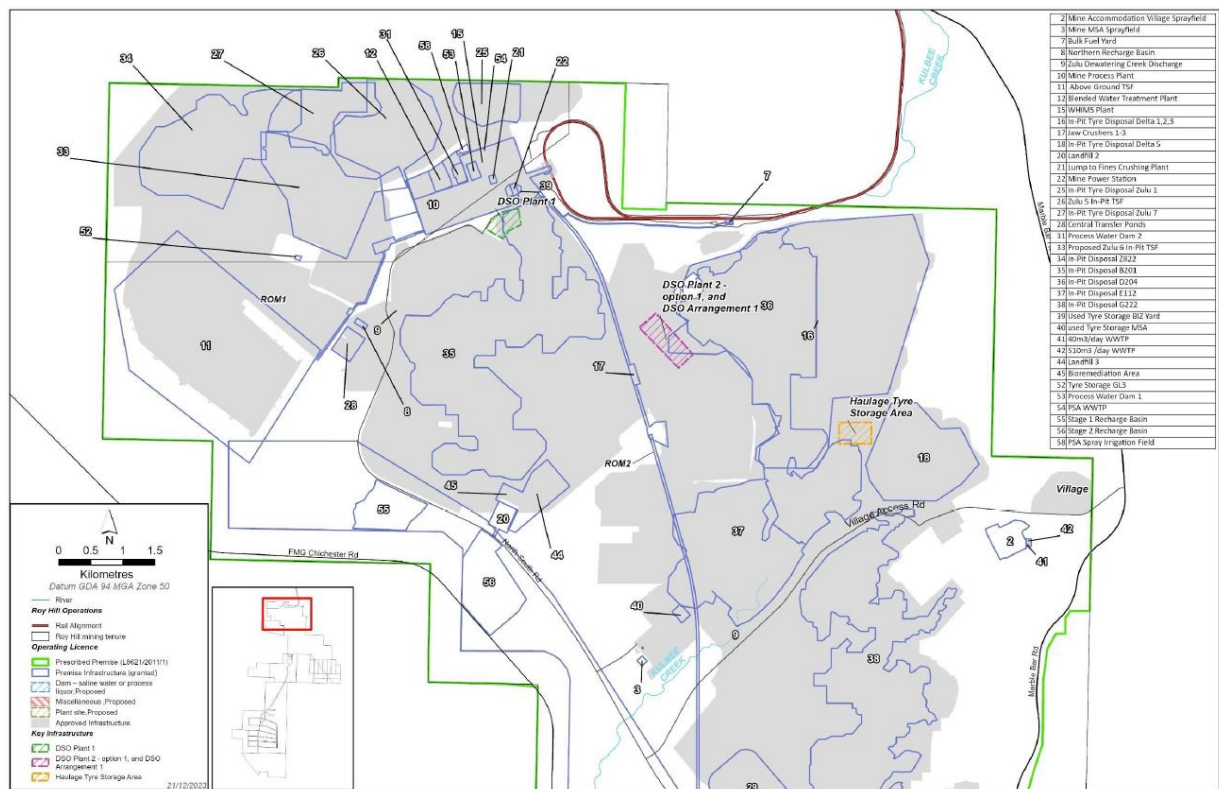 2 Mine Accommodation Village Sprayfield
3 Mine MSA Sprayfield
7 Bulk Fuel Yard
8 Northern Recharge Basin
9 Zulu Dewatering Creek Discharge
10 Mine Process Plant
11 Above Ground TSF
12 Blended Water Treatment Plant
15 WHIMS Plant
16 In-Pit Tyre Disposal Delta 1,2,3
17 Jaw Crushers 1-3
18 In-Pit Tyre Disposal Delta 5
20 Landfill 2
21 Lump to Fines Crushing Plant
22 Mine Power Station
25 In-Pit Tyre Disposal Zulu 1
26 Zulu 5 In-Pit TSF
27 In-Pit Tyre Disposal Zulu 7
28 Central Transfer Ponds
31 Process Water Dam 2
33 Proposed Zulu 6 In-Pit TSF
34 In-Pit Disposal Z822
35 In-Pit Disposal B201
36 In-Pit Disposal D204
37 In-Pit Disposal E112
38 In-Pit Disposal G222
39 Used Tyre Storage BIZ Yard
40 used Tyre Storage MSA
41 40m3/day WWTP
42 510m3 /day WWTP
44 Landfill 3
45 Bioremediation Area
52 Tyre Storage GL3
53 Process Water Dam 1
54 PSA WWTP
55 Stage 1 Recharge Basin
56 Stage 2 Recharge Basin
58 PSA Spray Irrigation Field
34
27
26
12
31
58
53
15
25
54
21
22
KULBEE
CREEK
33
10
39
DSO Plant 1
7
Marble Bar
52
ROM1
9
11
35
28
8
DSO Plant 2 -
option 1, and
DSO Arrangement 1
36
16
17
Haulage Tyre
Storage Area
18
ROM2
45
20
44
55
56
North South Rd
FMG Chichester Rd
37
Village Access Rd
Village
2
42
41
40
9
KULBEE
CREEK
3
38
Marble Bar Rd
29
N
0 0.5 1 1.5
Kilometres
Datum GDA 94 MGA Zone 50
River
Roy Hill Operations
Rail Alignment
Roy Hill mining tenure
Operating Licence
Prescribed Premise (L8621/2011/1)
Premise Infrastructure (granted)
Dam – saline water or process
liquor, Proposed
Miscellaneous, Proposed
Plant site, Proposed
Approved Infrastructure
Key Infrastructure
DSO Plant 1
DSO Plant 2 - option 1, and DSO
Arrangement 1
Haulage Tyre Storage Area
21/12/2023